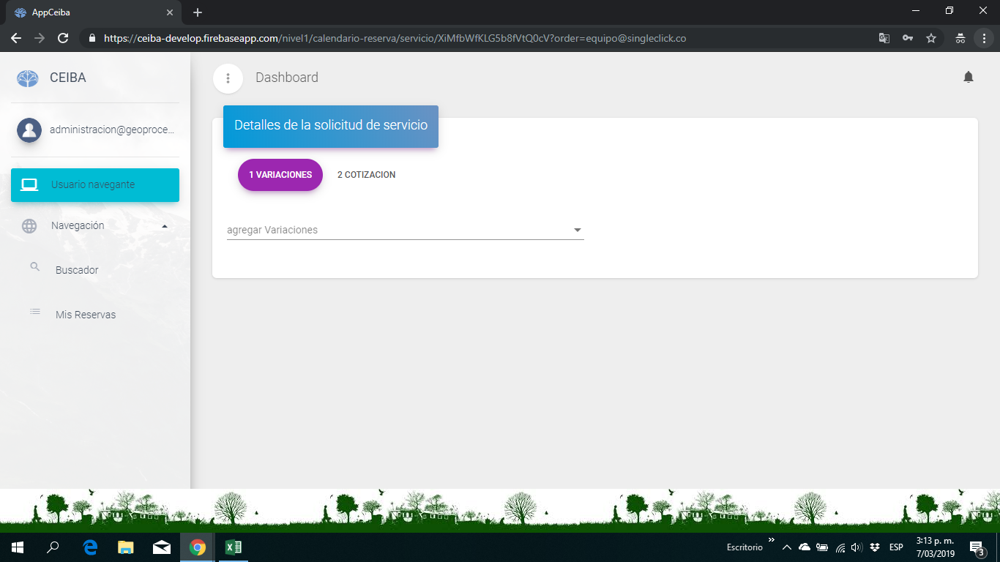 AppCeiba
https://ceiba-develop.firebaseapp.com/nivel1/calendario-reserva/servicio/XiMfbWfKLG5b8fVtQ0cV?order=equipo@singleclick.co
CEIBA
Dashboard
administracion@geoproce...
Detalles de la solicitud de servicio
1 VARIACIONES
2 COTIZACION
Usuario navegante
Navegación
agregar Variaciones
Buscador
Mis Reservas
Escritorio
ESP
3:13 p. m.
7/03/2019
3